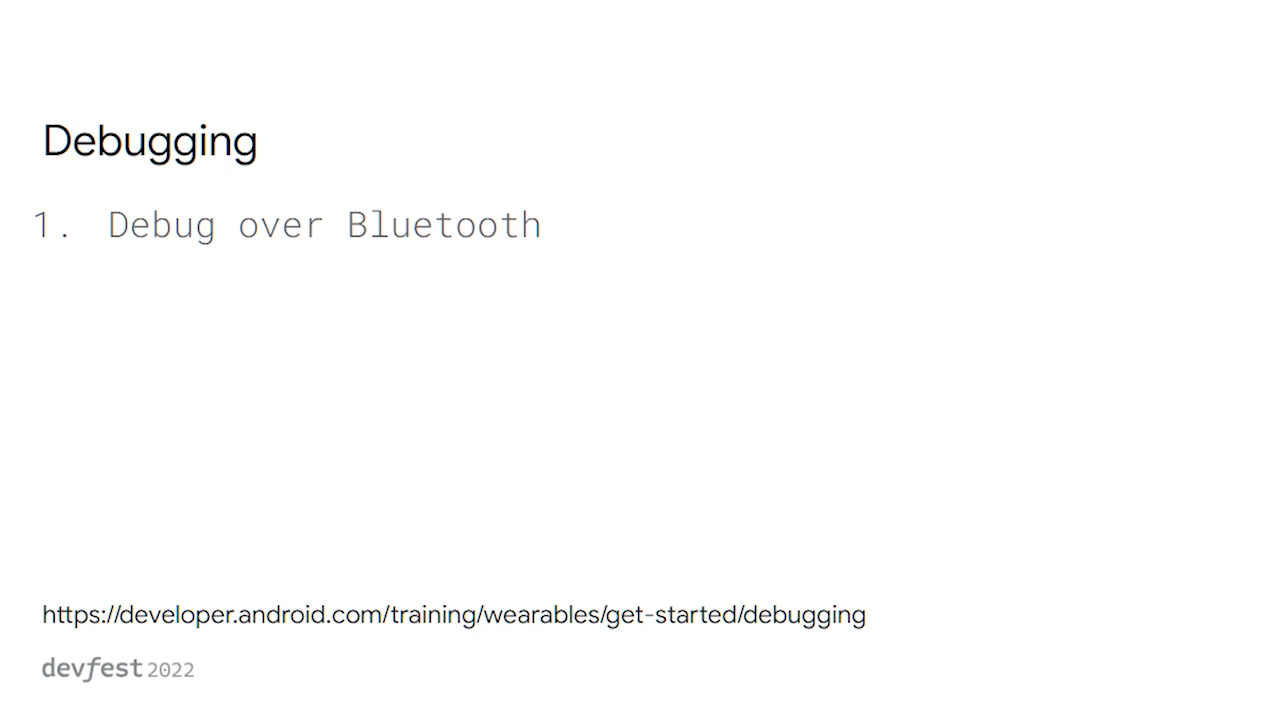 Debugging
1. Debug over Bluetooth
https://developer.android.com/training/wearables/get-started/debugging
devfest 2022